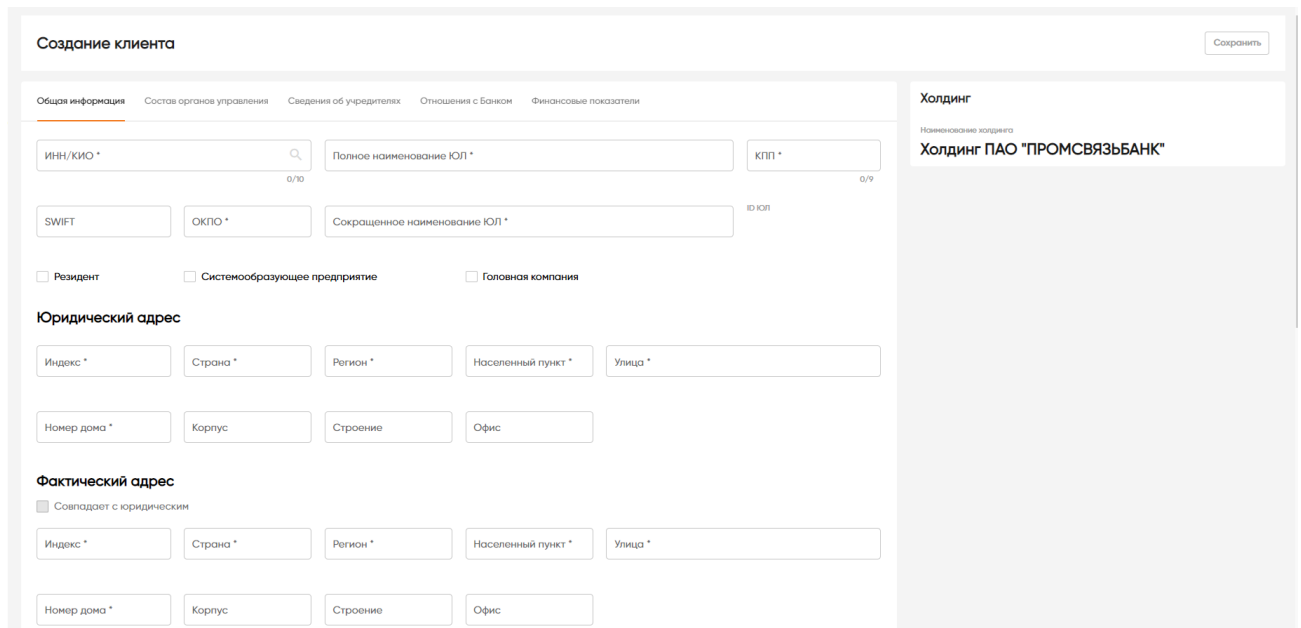 Создание клиента
Сохранить
Общая информация Состав органов управления Сведения об учредителях Отношения с Банком Финансовые показатели
ИНН/КИО *
Полное наименование ЮЛ *
КПП *
0/10
0/9
SWIFT
ОКПО *
Сокращенное наименование ЮЛ *
ID ЮЛ
Резидент
Системообразующее предприятие
Головная компания
Юридический адрес
Индекс *
Страна *
Регион *
Населенный пункт *
Улица *
Номер дома *
Корпус
Строение
Офис
Фактический адрес
Совпадает с юридическим
Индекс *
Страна *
Регион *
Населенный пункт *
Улица *
Номер дома *
Корпус
Строение
Офис
Холдинг
Наименование холдинга
Холдинг ПАО "ПРОМСВЯЗЬБАНК"